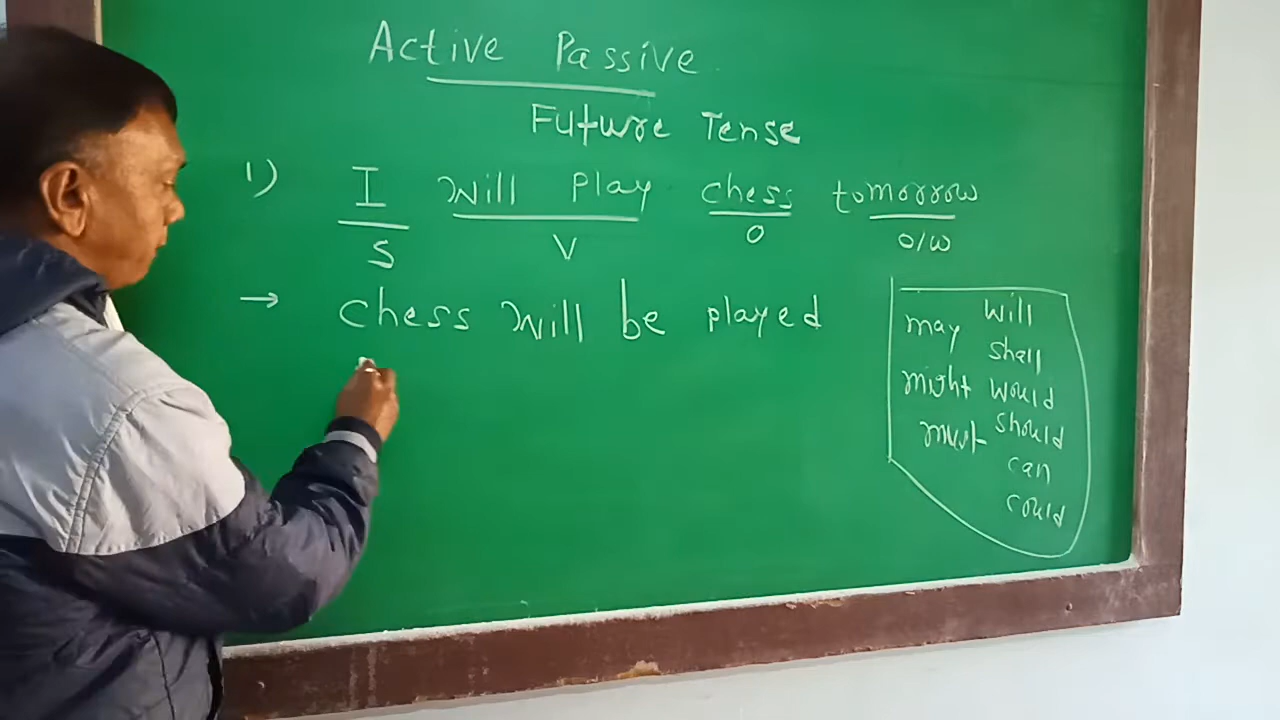 Active Passive
Future Tense
1) I will play chess tomorrow
S V O O/W
→ chess will be played
will
may shall
might would
must should
can
could